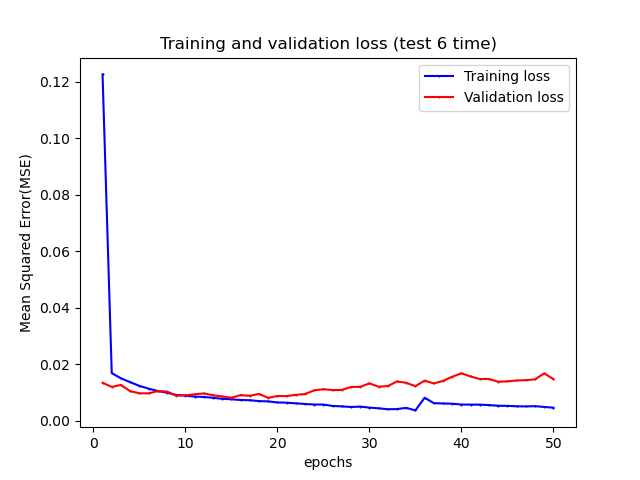 Training and validation loss (test 6 time)
Training loss
Validation loss
0.12
0.10
0.08
0.06
0.04
0.02
0.00
Mean Squared Error(MSE)
0
10
20
30
40
50
epochs